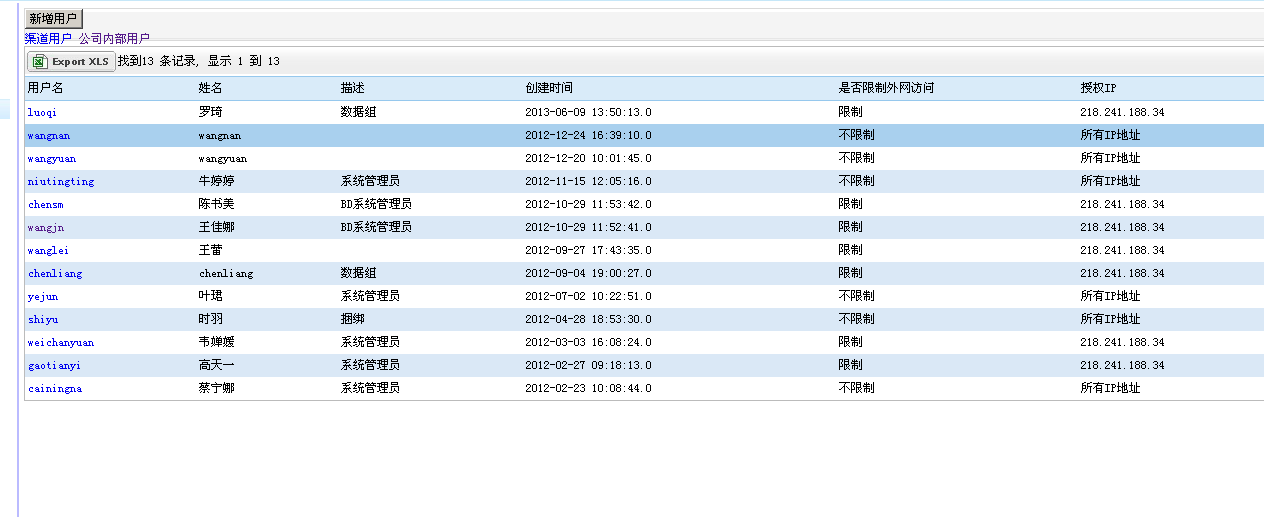 新增用户
渠道用户 公司内部用户
Export XLS 找到13 条记录, 显示 1 到 13
用户名 姓名 描述 创建时间 是否限制外网访问 授权IP
luoqi 罗琦 数据组 2013-06-09 13:50:13.0 限制 218.241.188.34
wangnan wangnan 2012-12-24 16:39:10.0 不限制 所有IP地址
wangyuan wangyuan 2012-12-20 10:01:45.0 不限制 所有IP地址
niutingting 牛婷婷 系统管理员 2012-11-15 12:05:16.0 不限制 所有IP地址
chensm 陈书美 BD系统管理员 2012-10-29 11:53:42.0 限制 218.241.188.34
wangjn 王佳娜 BD系统管理员 2012-10-29 11:52:41.0 限制 218.241.188.34
wanglei 王蕾 2012-09-27 17:43:35.0 限制 218.241.188.34
chenliang chenliang 数据组 2012-09-04 19:00:27.0 限制 218.241.188.34
yejun 叶珺 系统管理员 2012-07-02 10:22:51.0 不限制 所有IP地址
shiyu 时羽 捆绑 2012-04-28 18:53:30.0 不限制 所有IP地址
weichanyuan 韦婵媛 系统管理员 2012-03-03 16:08:24.0 限制 218.241.188.34
gaotianyi 高天一 系统管理员 2012-02-27 09:18:13.0 限制 218.241.188.34
cainingna 蔡宁娜 系统管理员 2012-02-23 10:08:44.0 不限制 所有IP地址